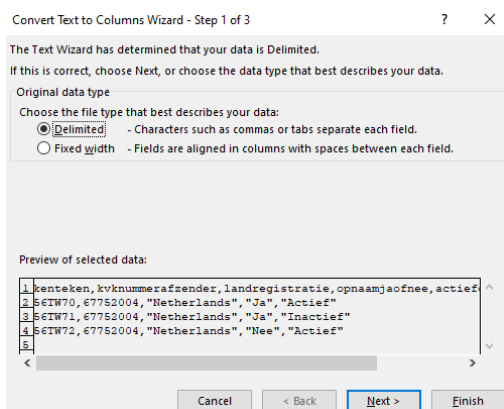 Convert Text to Columns Wizard - Step 1 of 3 ? ×
The Text Wizard has determined that your data is Delimited.
If this is correct, choose Next, or choose the data type that best describes your data.
Original data type
Choose the file type that best describes your data:
Delimited - Characters such as commas or tabs separate each field.
Fixed width - Fields are aligned in columns with spaces between each field.
Preview of selected data:
1 kenteken,kvknummerafzender,landregistratie,opnaamjaofnee,actief
2 56TW70,67752004,"Netherlands","Ja","Actief"
3 56TW71,67752004,"Netherlands","Ja","Inactief"
4 56TW72,67752004,"Netherlands","Nee","Actief"
5
Cancel < Back Next > Finish